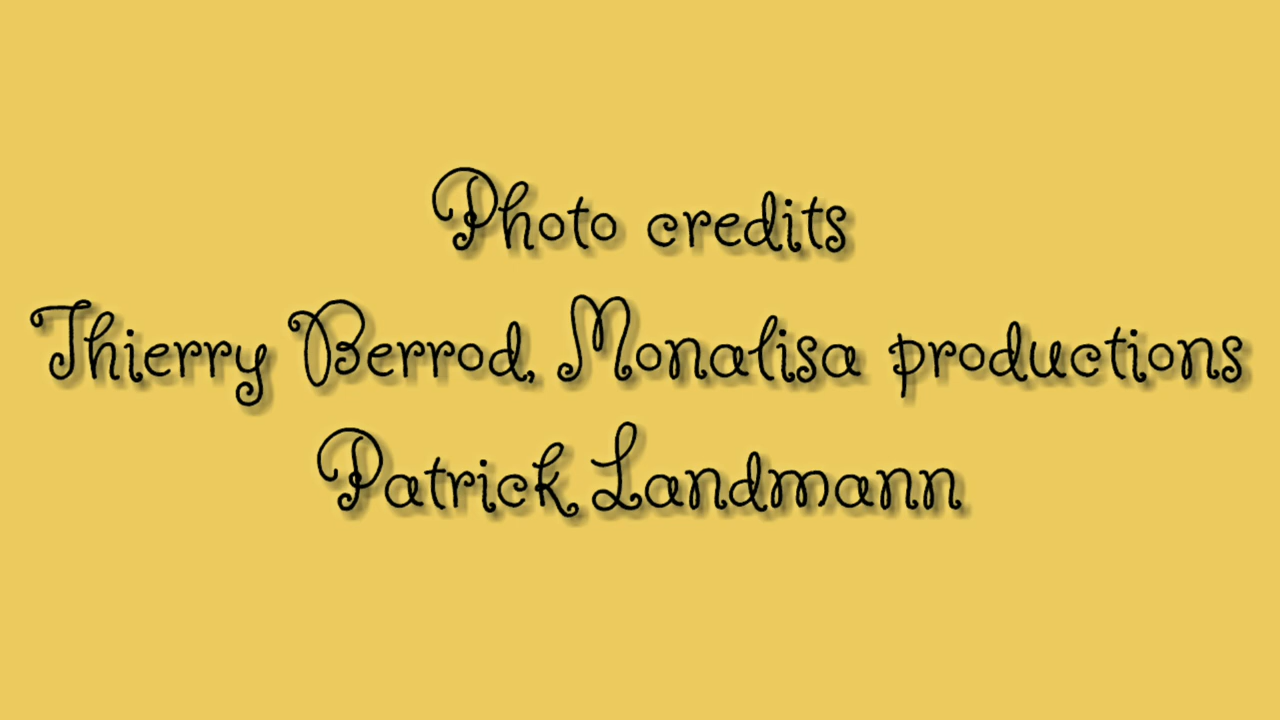 Photo credits
Thierry Berrod, Monalisa productions
Patrick Landmann